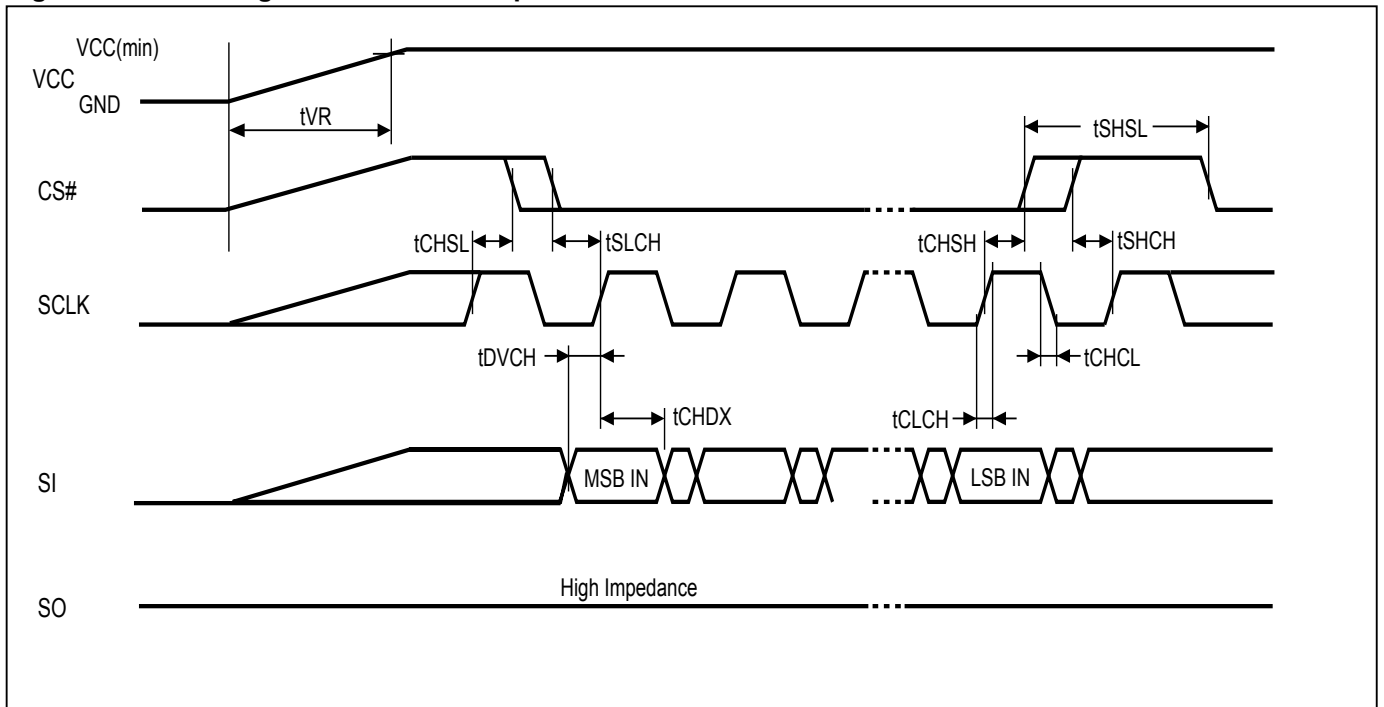 VCC(min)
VCC
GND
tVR
tSHSL
CS#
tCHSL
tSLCH
tCHSH
tSHCH
SCLK
tDVCH
tCHCL
tCHDX
tCLCH
SI
MSB IN
LSB IN
High Impedance
SO